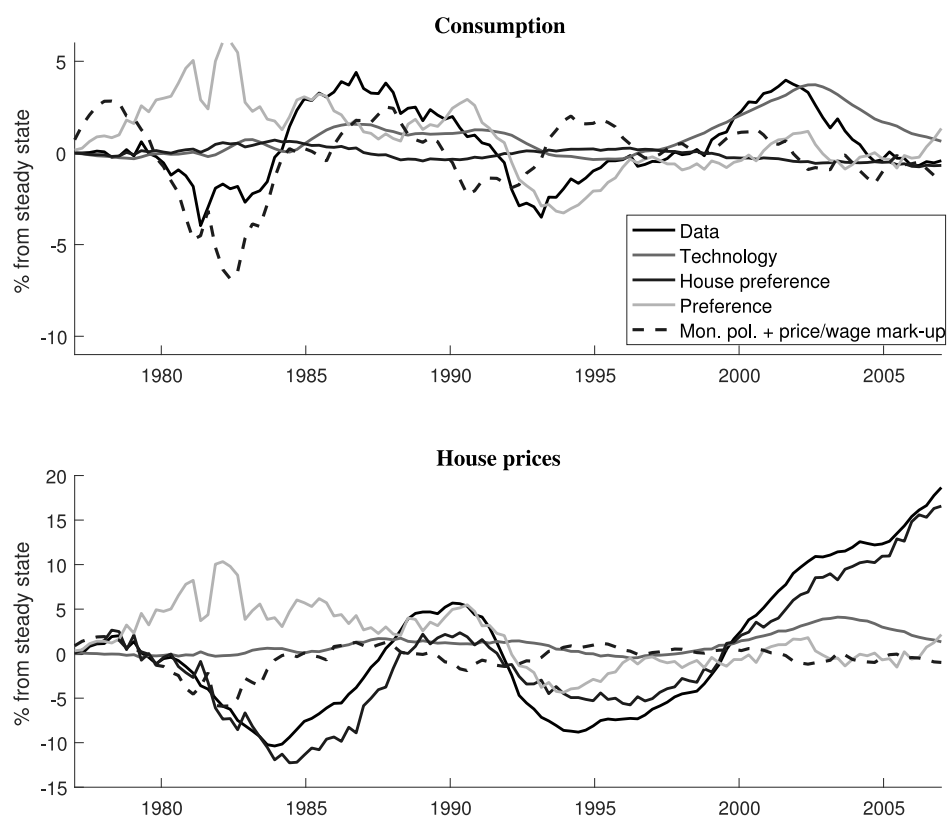 Consumption
% from steady state
5
0
-5
-10
Data
Technology
House preference
Preference
Mon. pol. + price/wage mark-up
1980 1985 1990 1995 2000 2005
House prices
% from steady state
20
15
10
5
0
-5
-10
-15
1980 1985 1990 1995 2000 2005